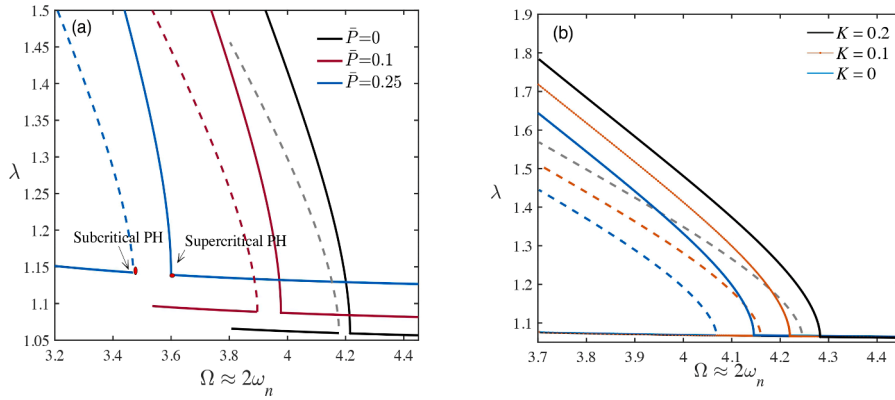 (a)
P̄=0
P̄=0.1
P̄=0.25
Subcritical PH
Supercritical PH
λ
1.5
1.45
1.4
1.35
1.3
1.25
1.2
1.15
1.1
1.05
3.2 3.4 3.6 3.8 4 4.2 4.4
Ω ≈ 2ωₙ
(b)
K = 0.2
K = 0.1
K = 0
λ
1.9
1.8
1.7
1.6
1.5
1.4
1.3
1.2
1.1
3.7 3.8 3.9 4 4.1 4.2 4.3 4.4
Ω ≈ 2ωₙ